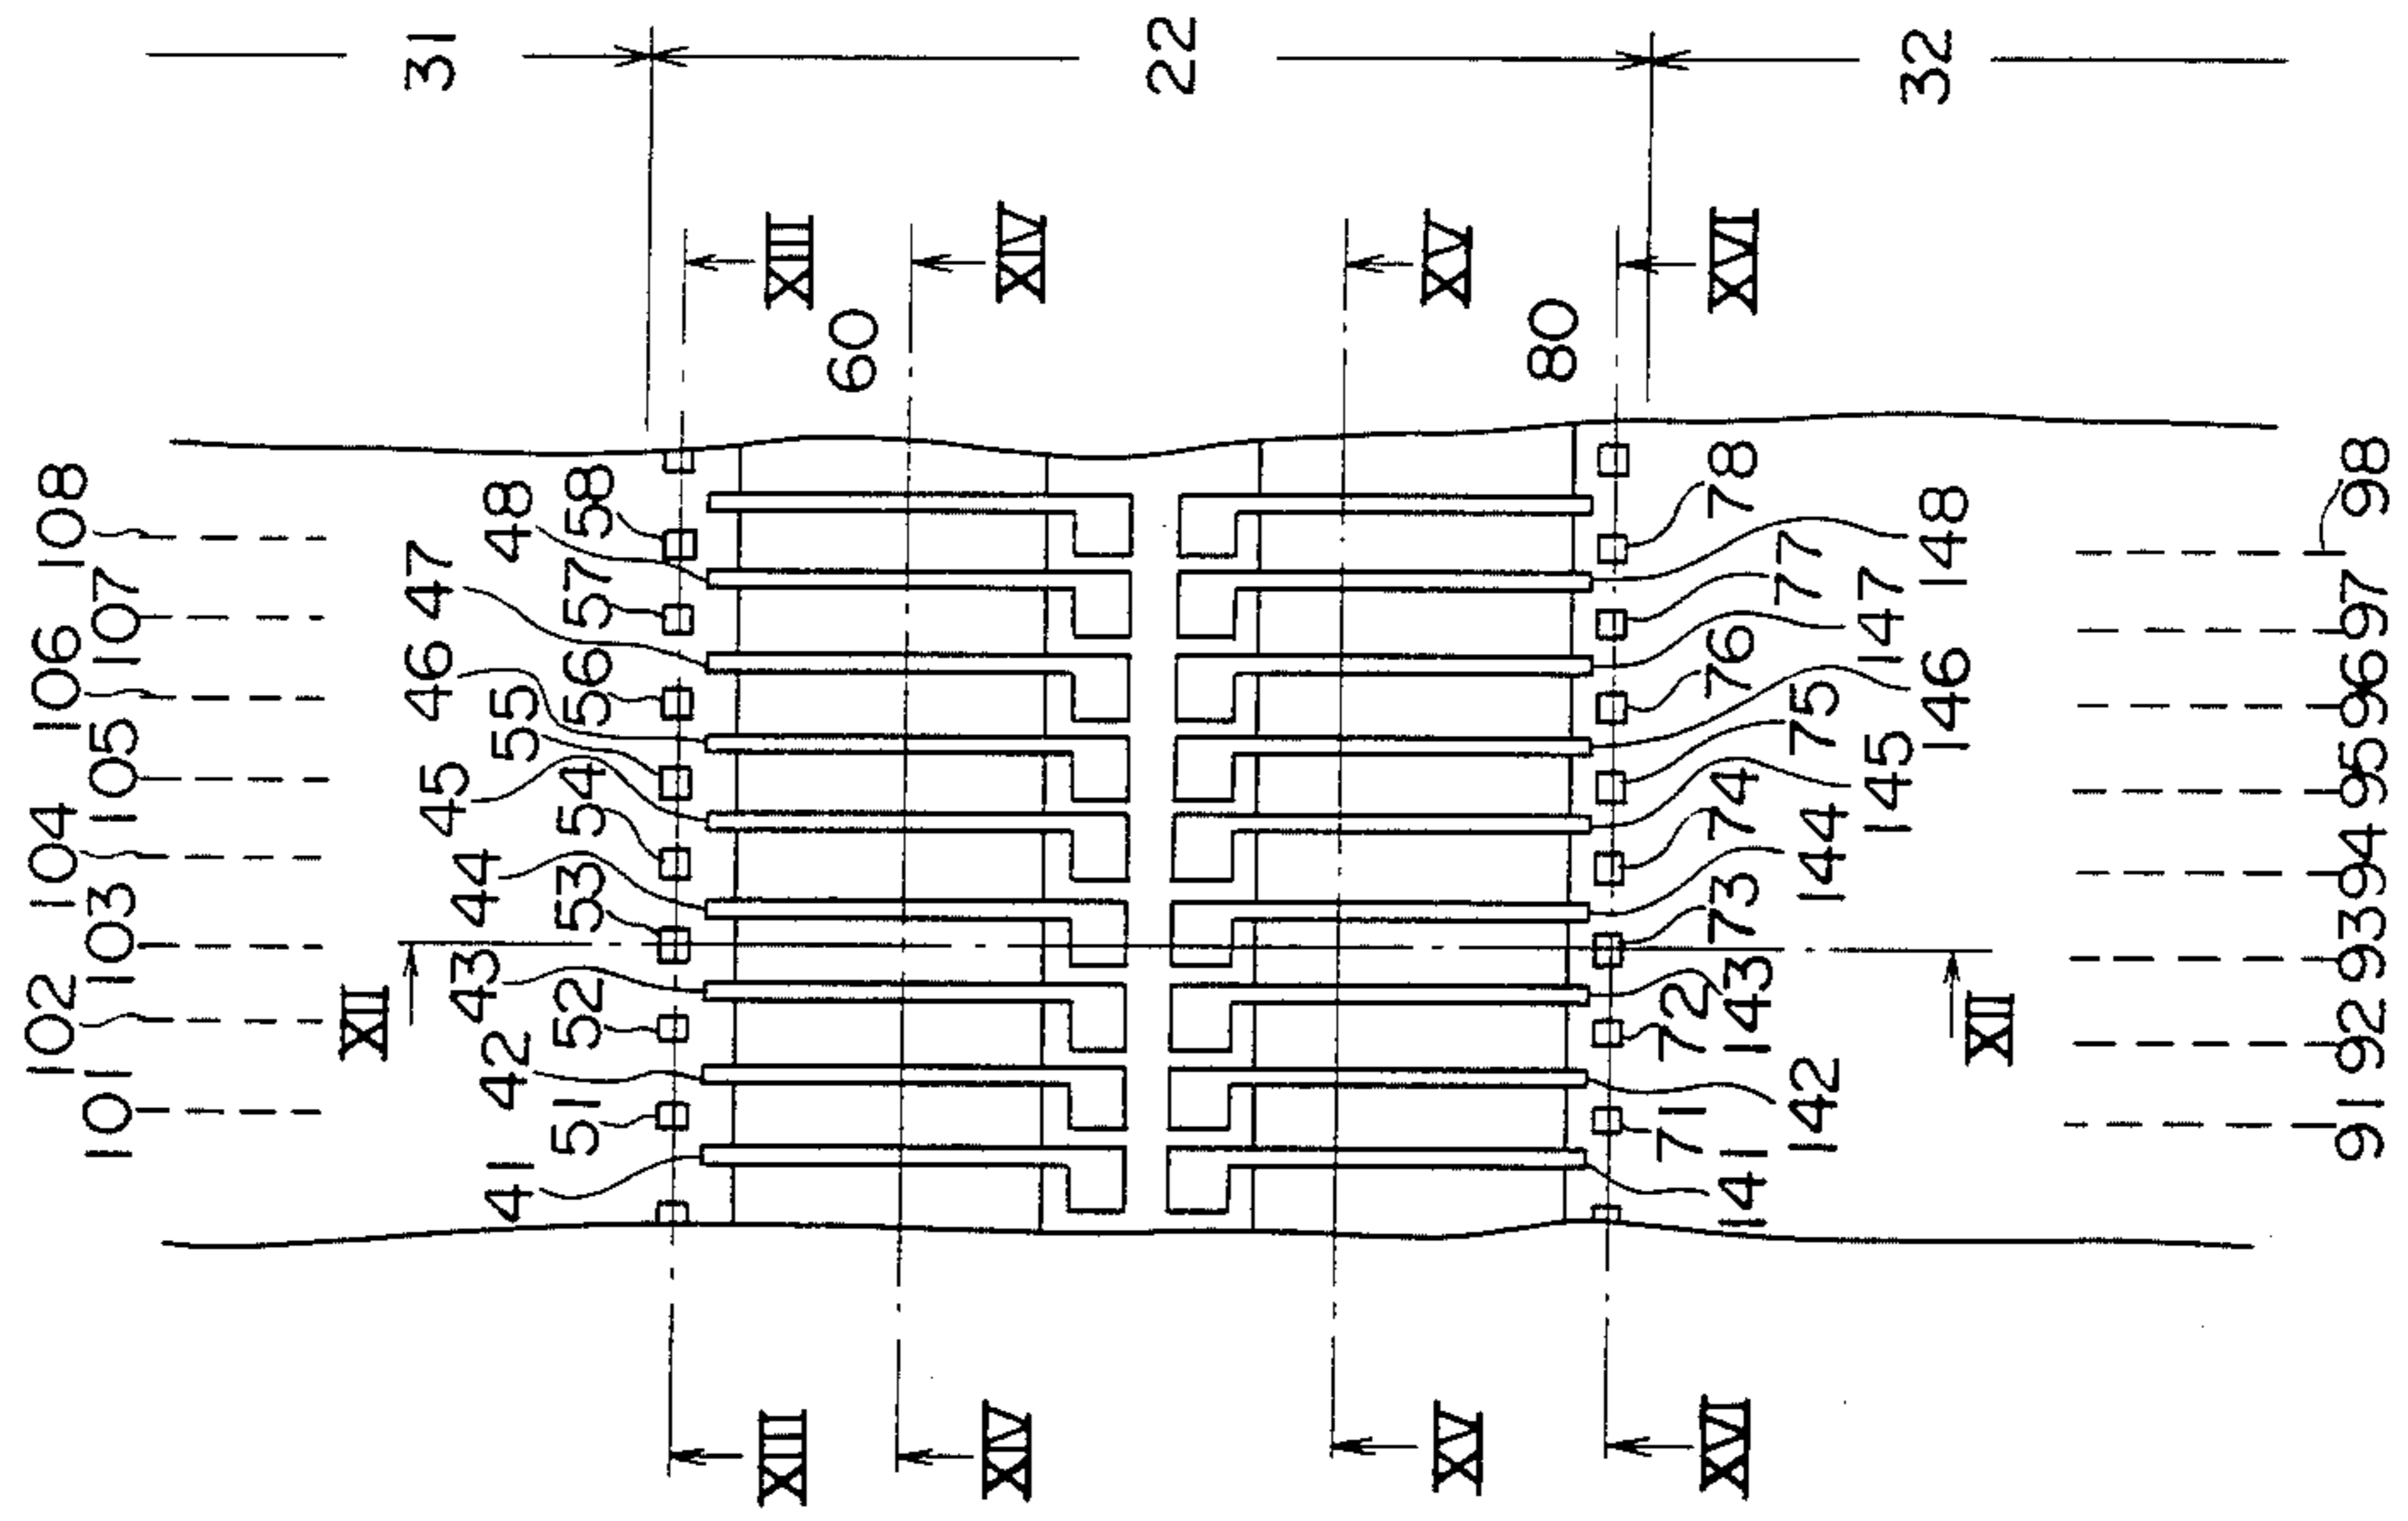 102 104 106 108
101 103 105 107
XII
43 44 45 46 47 31
41 42 55 48
51 52 53 54 56 57 58
XIII XIII
60
XIV XIV
22
XV XV
80
XVI XVI
71 72 73 74 76 78
141 143
142 144 75 77
145 147
146 148 32
XII
91 92 93 94 95 96 97 98